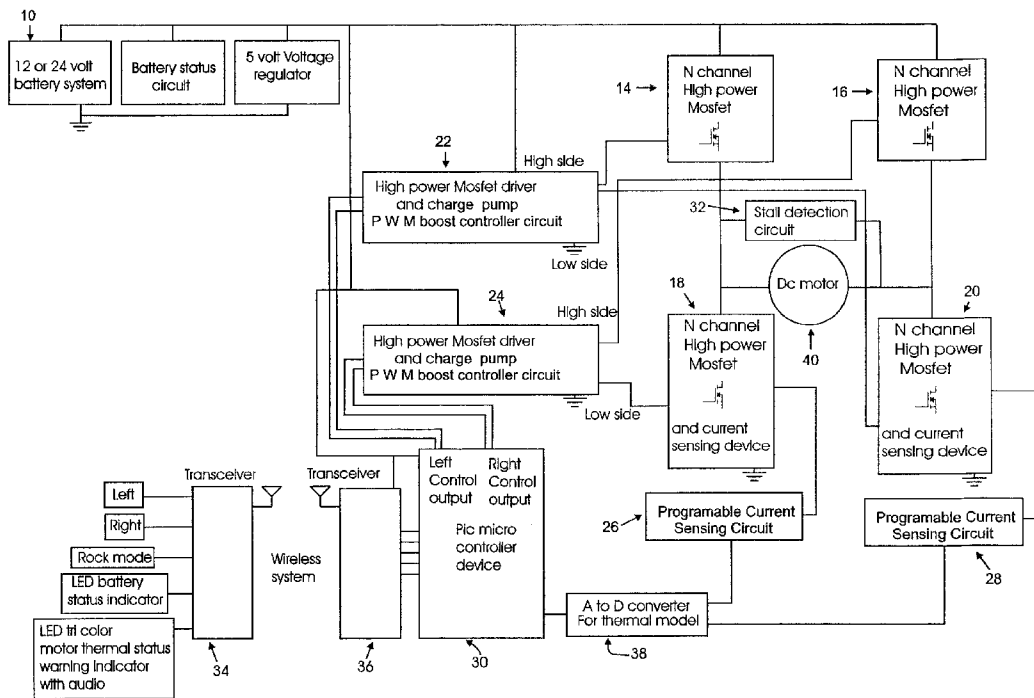 10
12 or 24 volt
battery system
Battery status
circuit
5 volt Voltage
regulator
14
N channel
High power
Mosfet
16
N channel
High power
Mosfet
22
High side
High power Mosfet driver
and charge pump
P W M boost controller circuit
Low side
32
Stall detection
circuit
Dc motor
40
24
High side
High power Mosfet driver
and charge pump
P W M boost controller circuit
Low side
18
N channel
High power
Mosfet
and current
sensing device
20
N channel
High power
Mosfet
and current
sensing device
Transceiver
Left
Right
Rock mode
LED battery
status indicator
LED tri color
motor thermal status
warning indicator
with audio
34
Wireless
system
Transceiver
36
Left
Control
output
Right
Control
output
Pic micro
controller
device
30
26
Programable Current
Sensing Circuit
Programable Current
Sensing Circuit
28
A to D converter
For thermal model
38